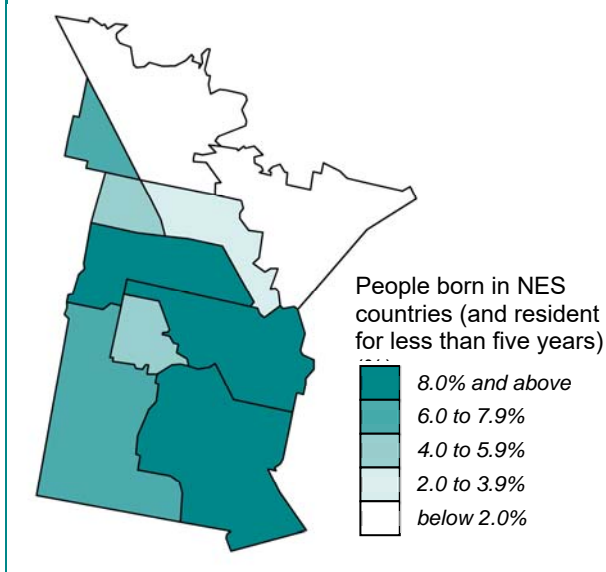 People born in NES
countries (and resident
for less than five years)
8.0% and above
6.0 to 7.9%
4.0 to 5.9%
2.0 to 3.9%
below 2.0%